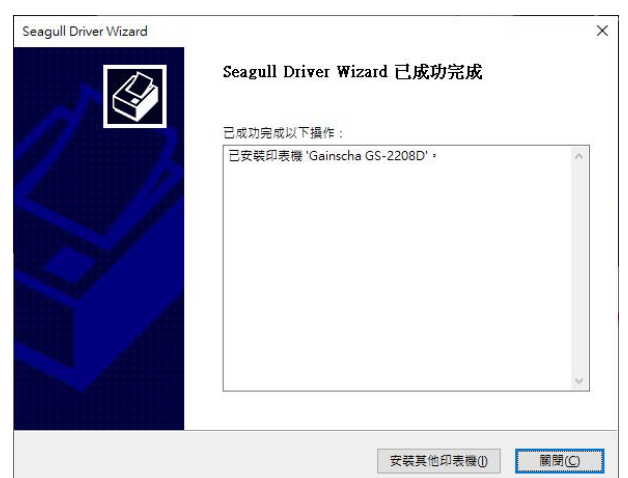 Seagull Driver Wizard
Seagull Driver Wizard 已成功完成
已成功完成以下操作：
已安裝印表機 'Gainscha GS-2208D'。
安裝其他印表機(I)
關閉(C)